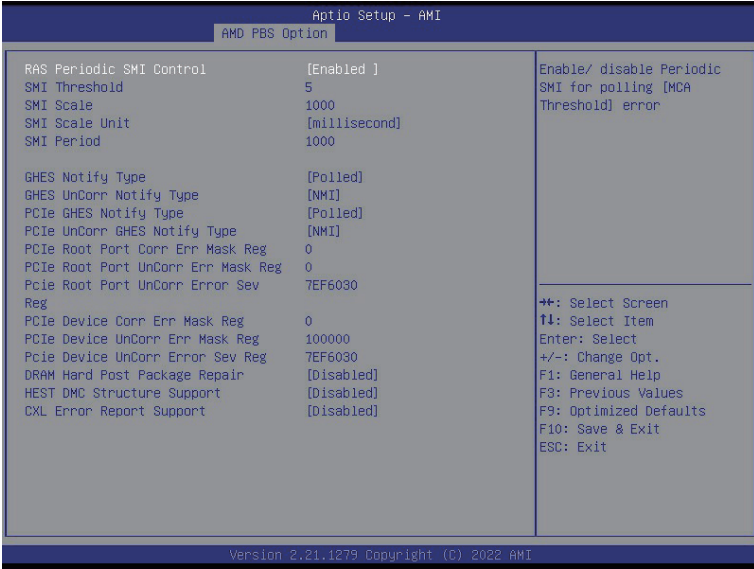 Aptio Setup – AMI
AMD PBS Option
RAS Periodic SMI Control [Enabled ]
SMI Threshold 5
SMI Scale 1000
SMI Scale Unit [millisecond]
SMI Period 1000
GHES Notify Type [Polled]
GHES UnCorr Notify Type [NMI]
PCIe GHES Notify Type [Polled]
PCIe UnCorr GHES Notify Type [NMI]
PCIe Root Port Corr Err Mask Reg 0
PCIe Root Port UnCorr Err Mask Reg 0
Pcie Root Port UnCorr Error Sev 7EF6030
Reg
PCIe Device Corr Err Mask Reg 0
PCIe Device UnCorr Err Mask Reg 100000
Pcie Device UnCorr Error Sev Reg 7EF6030
DRAM Hard Post Package Repair [Disabled]
HEST DMC Structure Support [Disabled]
CXL Error Report Support [Disabled]
Enable/ disable Periodic
SMI for polling [MCA
Threshold] error
→←: Select Screen
↑↓: Select Item
Enter: Select
+/-: Change Opt.
F1: General Help
F3: Previous Values
F9: Optimized Defaults
F10: Save & Exit
ESC: Exit
Version 2.21.1279 Copyright (C) 2022 AMI